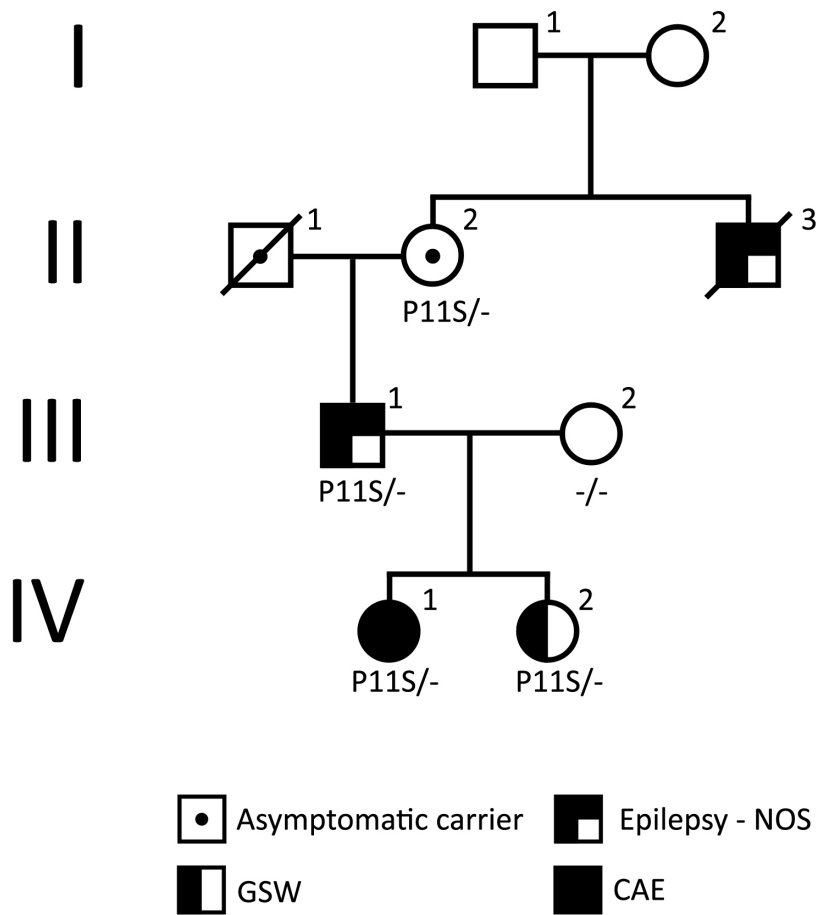 I
1
2
II
1
2
3
P11S/-
III
1
2
P11S/-
-/-
IV
1
2
P11S/-
P11S/-
Asymptomatic carrier
Epilepsy - NOS
GSW
CAE